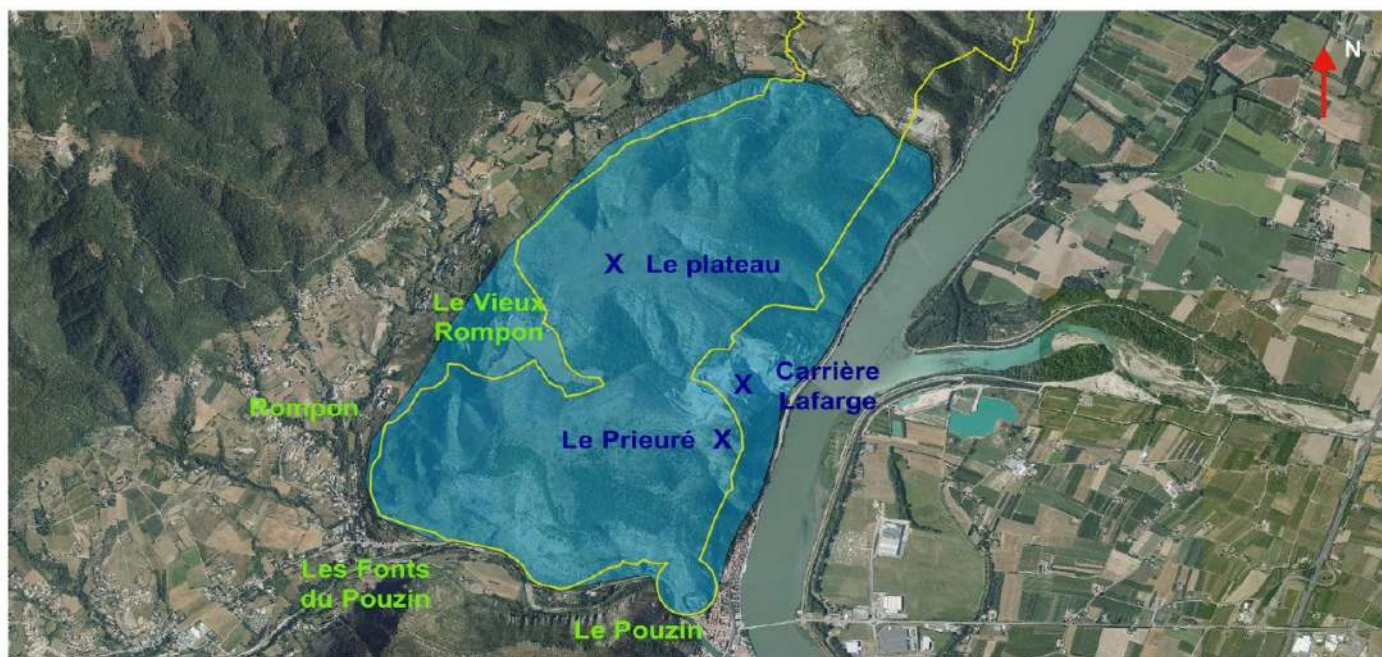 N
X Le plateau
Le Vieux
Rompon
Carrière
X
Lafarge
Rompon
Le Prieuré X
Les Fonts
du Pouzin
Le Pouzin